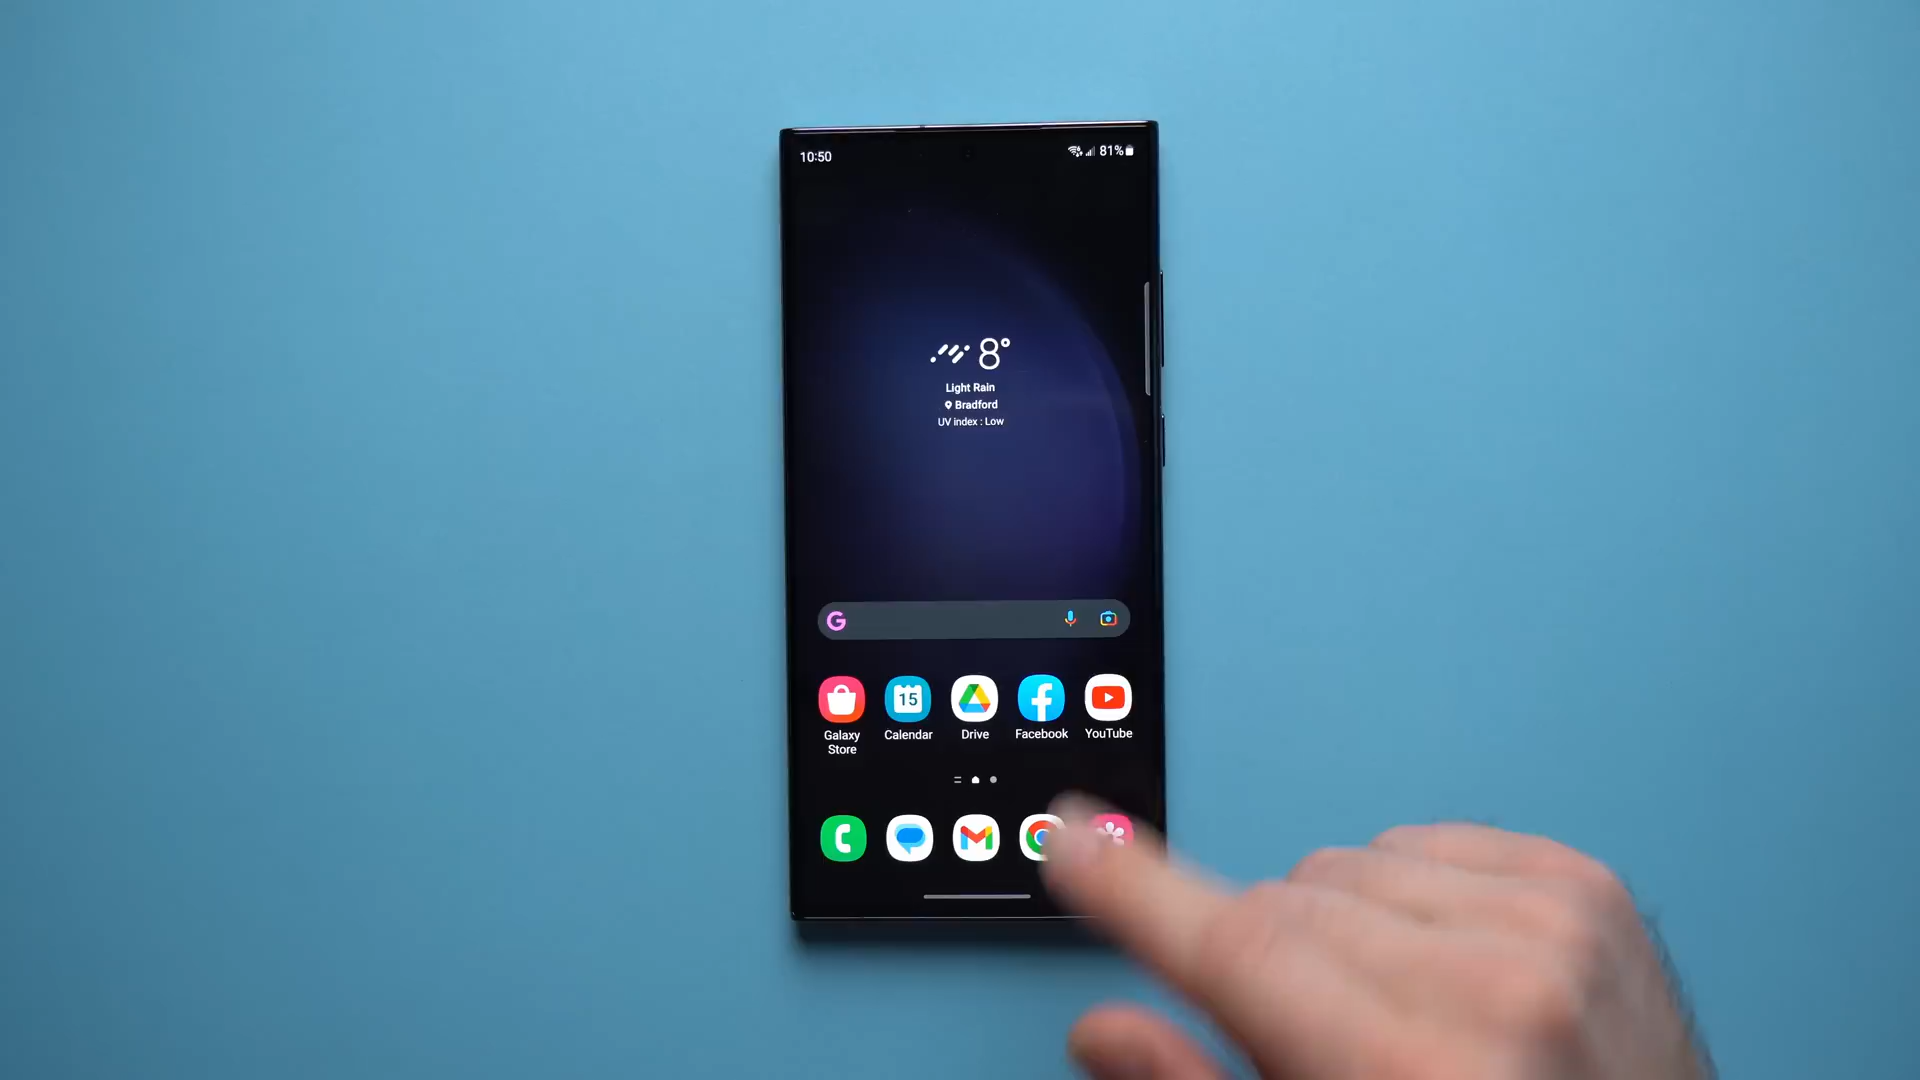 10:50
81%
8°
Light Rain
Bradford
UV index : Low
G
15
Galaxy
Store
Calendar
Drive
Facebook
YouTube